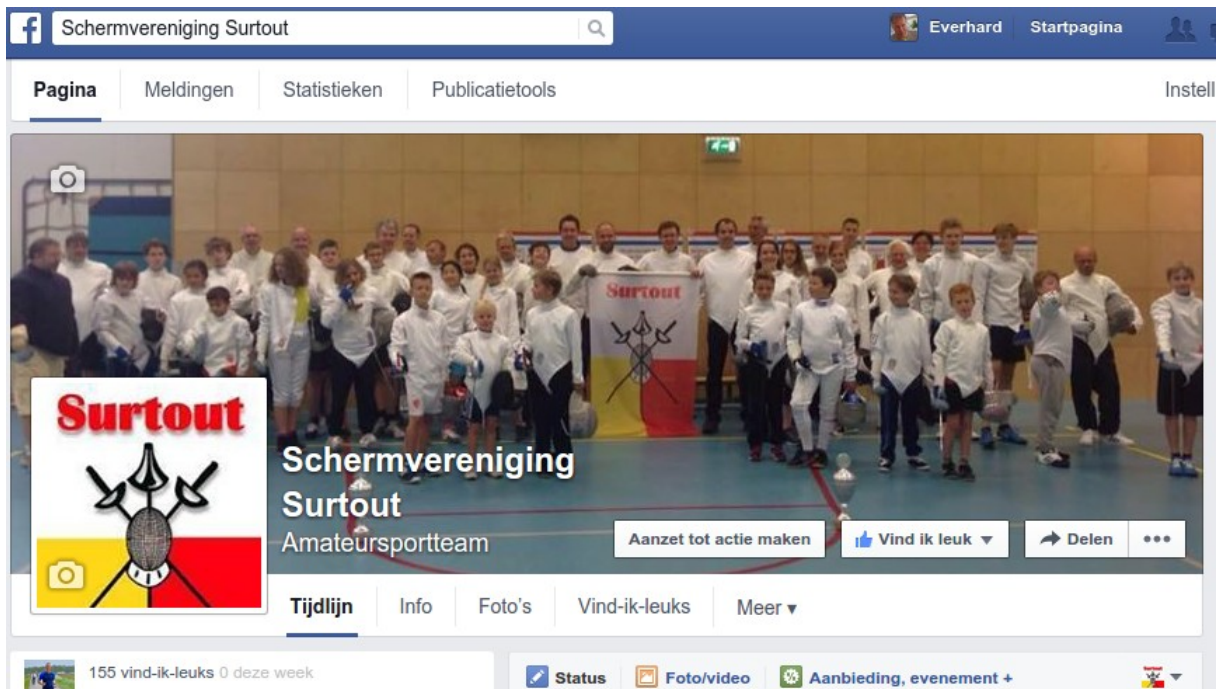 Schermvereniging Surtout
Everhard Startpagina
Pagina Meldingen Statistieken Publicatietools Instell
Surtout
Surtout
Schermvereniging
Surtout
Amateursportteam
Aanzet tot actie maken Vind ik leuk Delen
Tijdlijn Info Foto's Vind-ik-leuks Meer
155 vind-ik-leuks 0 deze week
Status Foto/video Aanbieding, evenement +